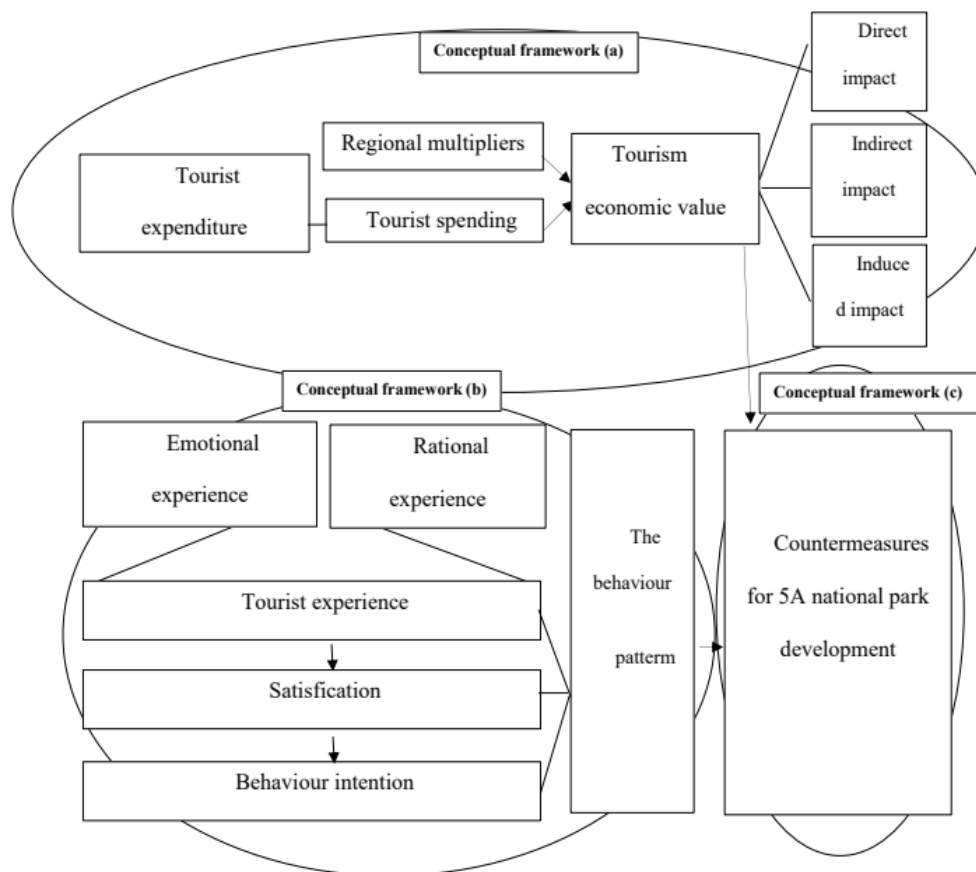 Conceptual framework (a)
Direct
impact
Regional multipliers
Tourist
expenditure
Tourist spending
Tourism
economic value
Indirect
impact
Induce
d impact
Conceptual framework (b)
Conceptual framework (c)
Emotional
experience
Rational
experience
Tourist experience
Satisfication
Behaviour intention
The
behaviour
patterm
Countermeasures
for 5A national park
development